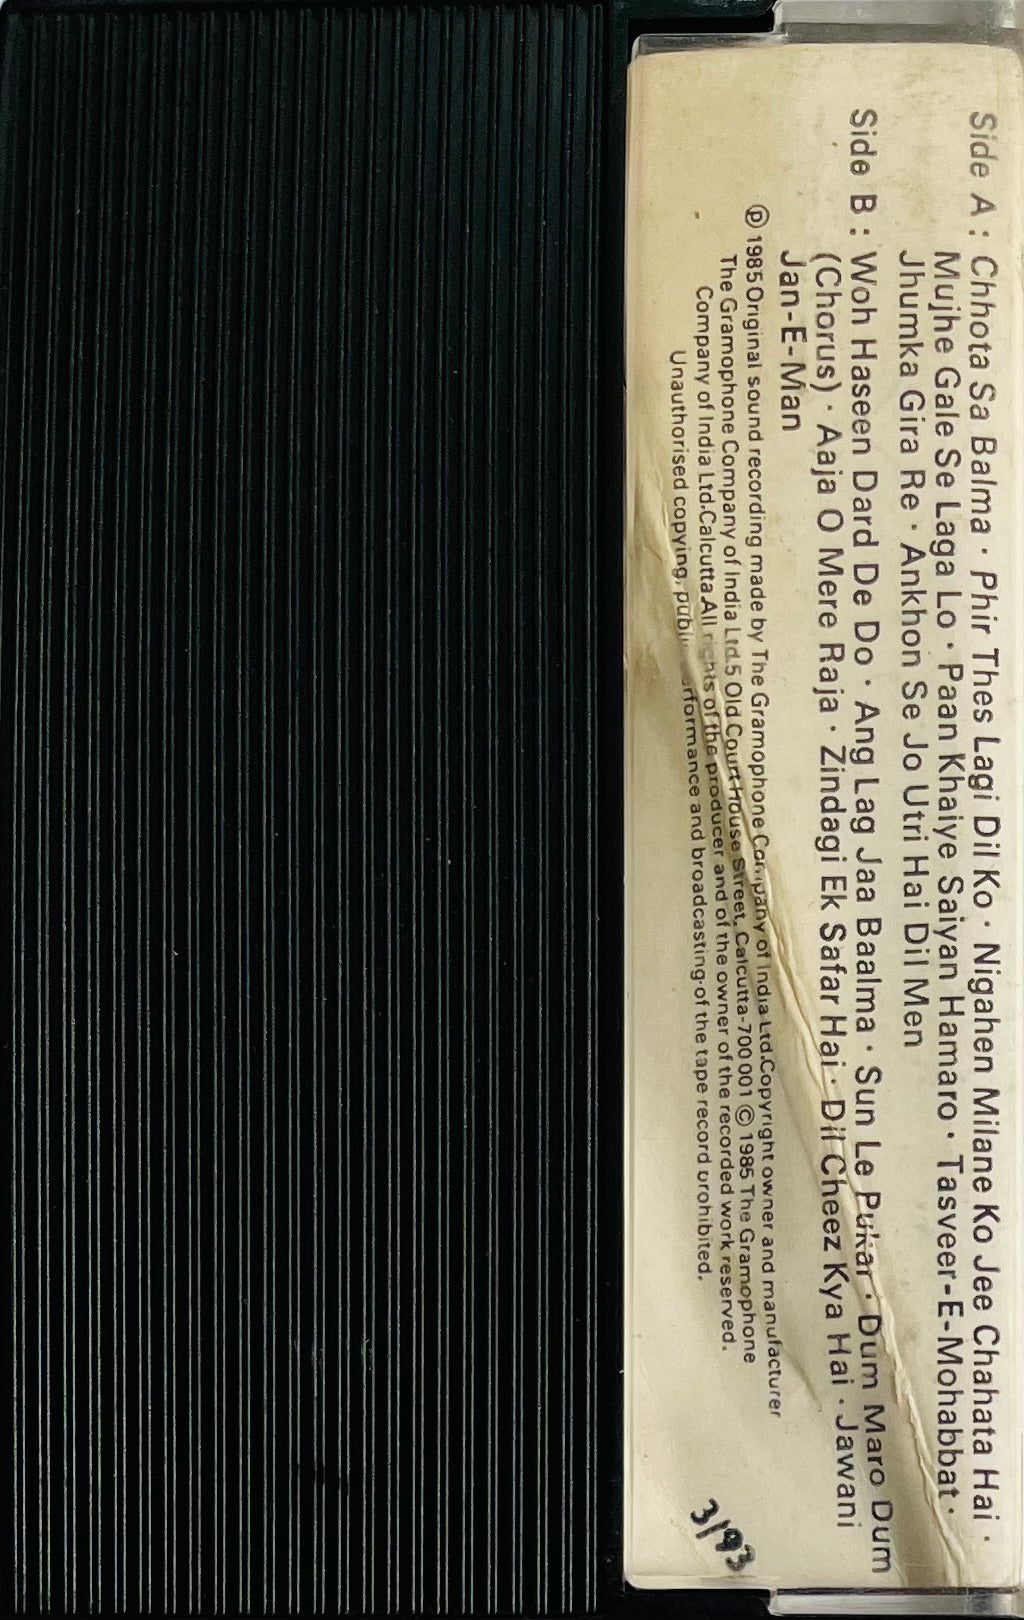 Side A : Chhota Sa Balma · Phir Thes Lagi Dil Ko · Nigahen Milane Ko Jee Chahata Hai ·
Mujhe Gale Se Laga Lo · Paan Khaiye Saiyan Hamaro · Tasveer-E-Mohabbat ·
Jhumka Gira Re · Ankhon Se Jo Utri Hai Dil Men
Side B : Woh Haseen Dard De Do · Ang Lag Jaa Baalma · Sun Le Pukar · Dum Maro Dum
(Chorus) · Aaja O Mere Raja · Zindagi Ek Safar Hai · Dil Cheez Kya Hai · Jawani
Jan-E-Man
Ⓟ 1985 Original sound recording made by The Gramophone Company of India Ltd. Copyright owner and manufacturer
The Gramophone Company of India Ltd. 5 Old Court House Street, Calcutta-700 001 © 1985 The Gramophone
Company of India Ltd. Calcutta All rights of the producer and of the owner of the recorded work reserved.
Unauthorised copying, public performance and broadcasting of the tape record prohibited.
3/93